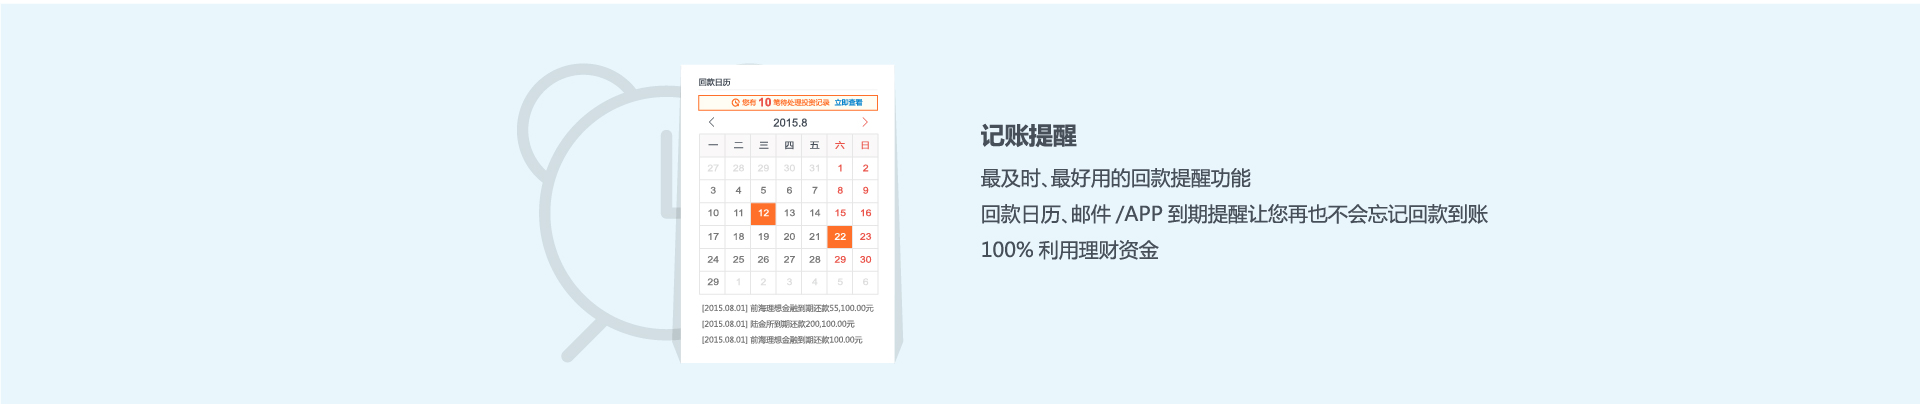 回款日历
您有 10 笔待处理投资记录 立即查看
2015.8
一 二 三 四 五 六 日
27 28 29 30 31 1 2
3 4 5 6 7 8 9
10 11 12 13 14 15 16
17 18 19 20 21 22 23
24 25 26 27 28 29 30
29 1 2 3 4 5 6
[2015.08.01] 前海理想金融到期还款55,100.00元
[2015.08.01] 陆金所到期还款200,100.00元
[2015.08.01] 前海理想金融到期还款100.00元
记账提醒
最及时、最好用的回款提醒功能
回款日历、邮件 /APP 到期提醒让您再也不会忘记回款到账
100% 利用理财资金